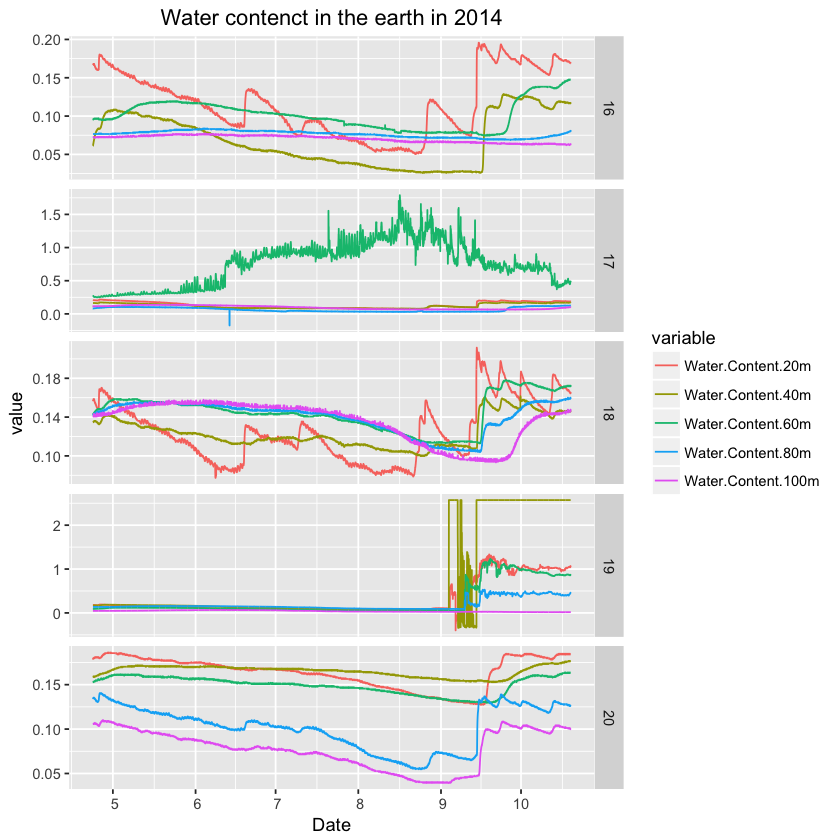 Water contenct in the earth in 2014
0.20
0.15
0.10
0.05
16
1.5
1.0
0.5
0.0
17
0.18
0.14
0.10
18
2
1
0
19
0.15
0.10
0.05
20
value
5 6 7 8 9 10
Date
variable
Water.Content.20m
Water.Content.40m
Water.Content.60m
Water.Content.80m
Water.Content.100m